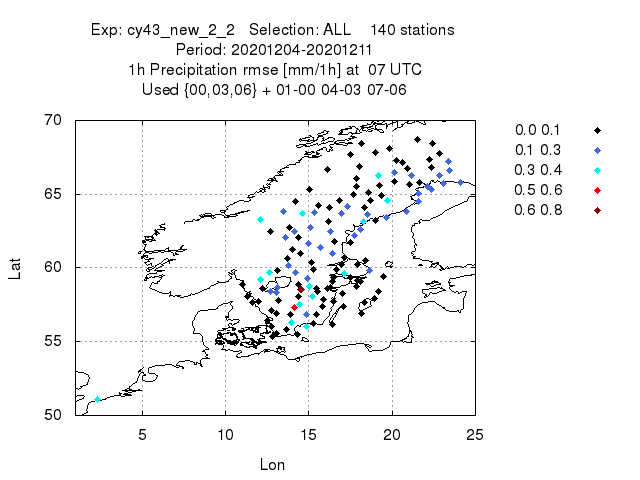 Exp: cy43_new_2_2   Selection: ALL    140 stations
Period: 20201204-20201211
1h Precipitation rmse [mm/1h] at  07 UTC
Used {00,03,06} + 01-00 04-03 07-06
0.0 0.1
0.1 0.3
0.3 0.4
0.5 0.6
0.6 0.8
70
65
60
55
50
Lat
5 10 15 20 25
Lon